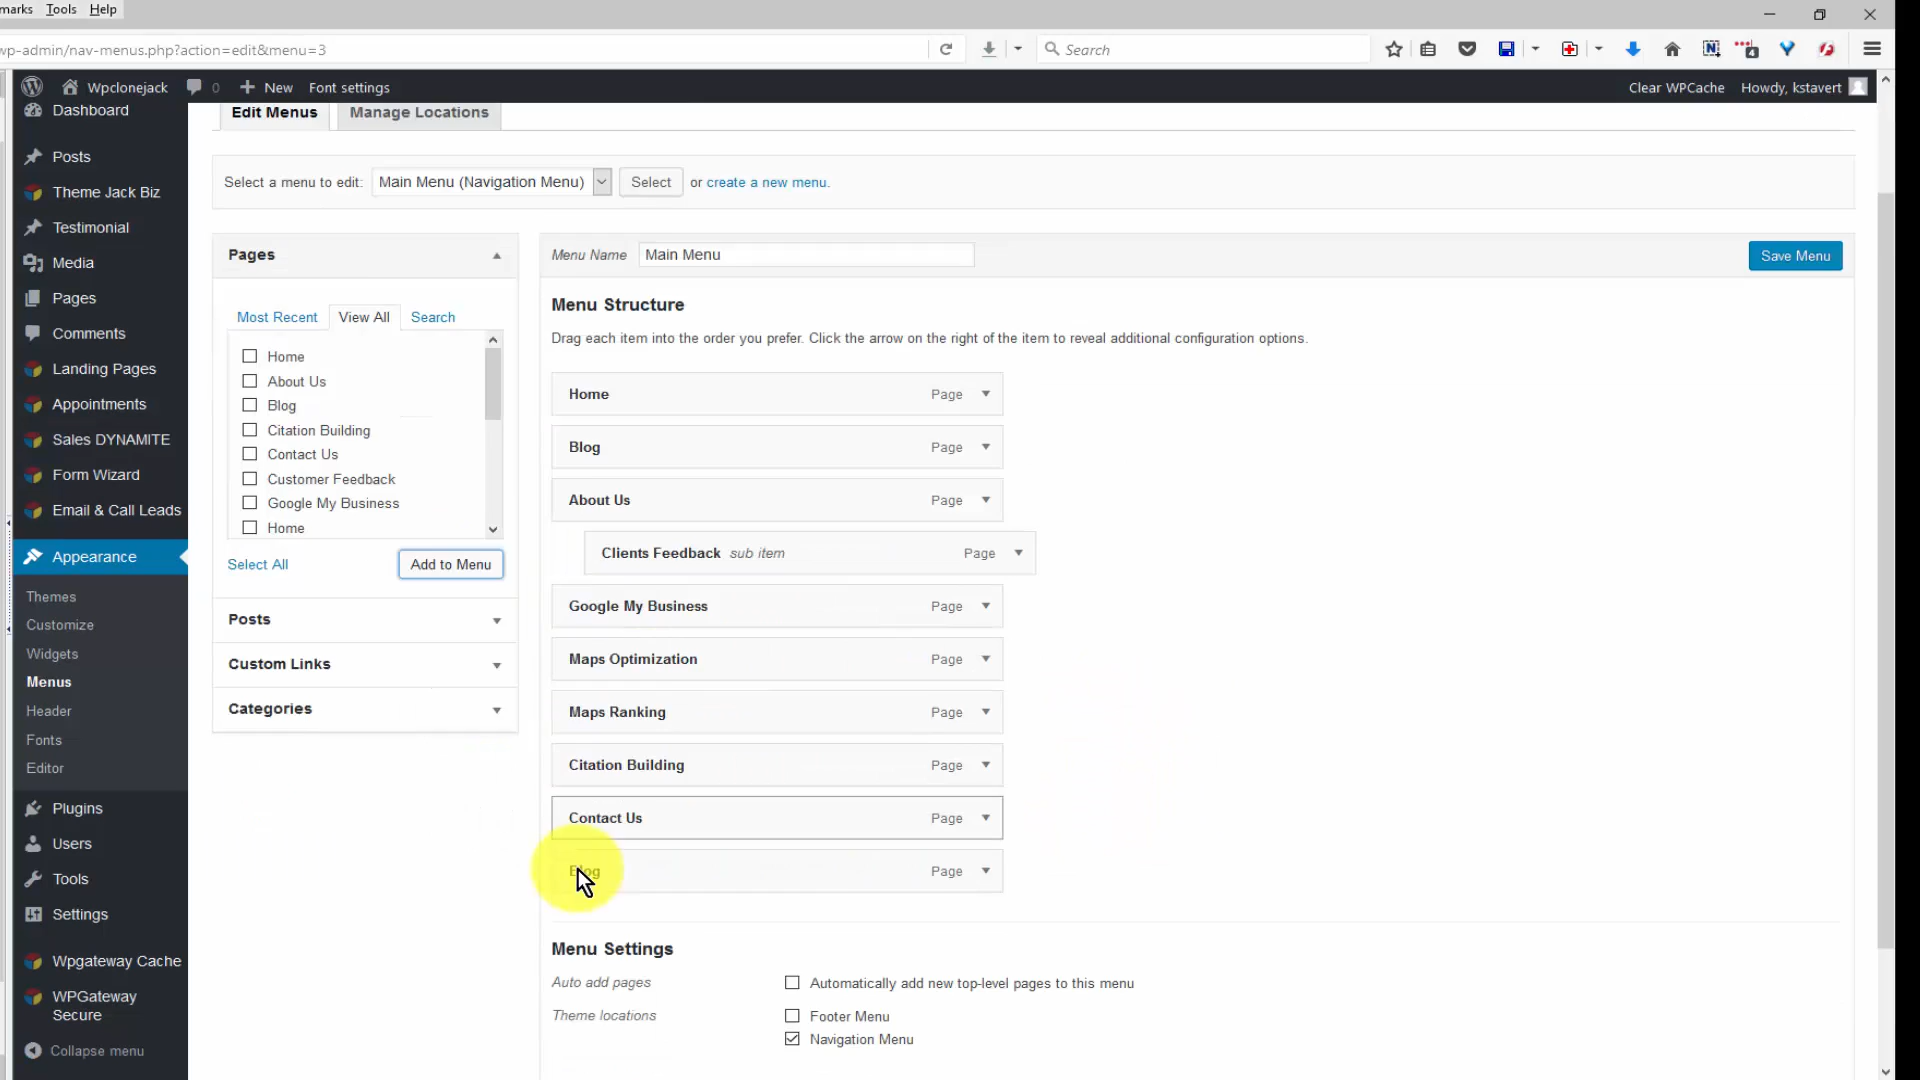 marks Tools Help
wp-admin/nav-menus.php?action=edit&menu=3
Search
4
Wpclonejack 0 New Font settings
Clear WPCache Howdy, kstavert
Dashboard
Posts
Theme Jack Biz
Testimonial
Media
Pages
Comments
Landing Pages
Appointments
Sales DYNAMITE
Form Wizard
Email & Call Leads
Appearance
Themes
Customize
Widgets
Menus
Header
Fonts
Editor
Plugins
Users
Tools
Settings
Wpgateway Cache
WPGateway
Secure
Collapse menu
Edit Menus Manage Locations
Select a menu to edit: Main Menu (Navigation Menu) Select or create a new menu.
Pages
Most Recent View All Search
Home
About Us
Blog
Citation Building
Contact Us
Customer Feedback
Google My Business
Home
Select All Add to Menu
Posts
Custom Links
Categories
Menu Name Main Menu Save Menu
Menu Structure
Drag each item into the order you prefer. Click the arrow on the right of the item to reveal additional configuration options.
Home Page
Blog Page
About Us Page
Clients Feedback sub item Page
Google My Business Page
Maps Optimization Page
Maps Ranking Page
Citation Building Page
Contact Us Page
Blog Page
Menu Settings
Auto add pages Automatically add new top-level pages to this menu
Theme locations Footer Menu
Navigation Menu